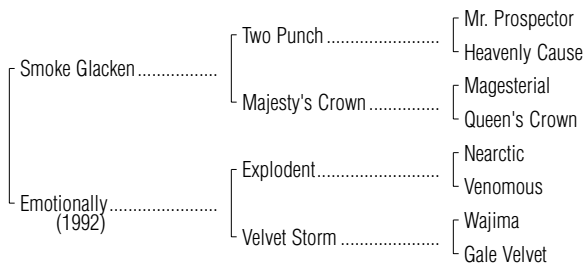 Mr. Prospector
Two Punch
Heavenly Cause
Smoke Glacken
Magesterial
Majesty's Crown
Queen's Crown
Nearctic
Explodent
Venomous
Emotionally
(1992)
Wajima
Velvet Storm
Gale Velvet